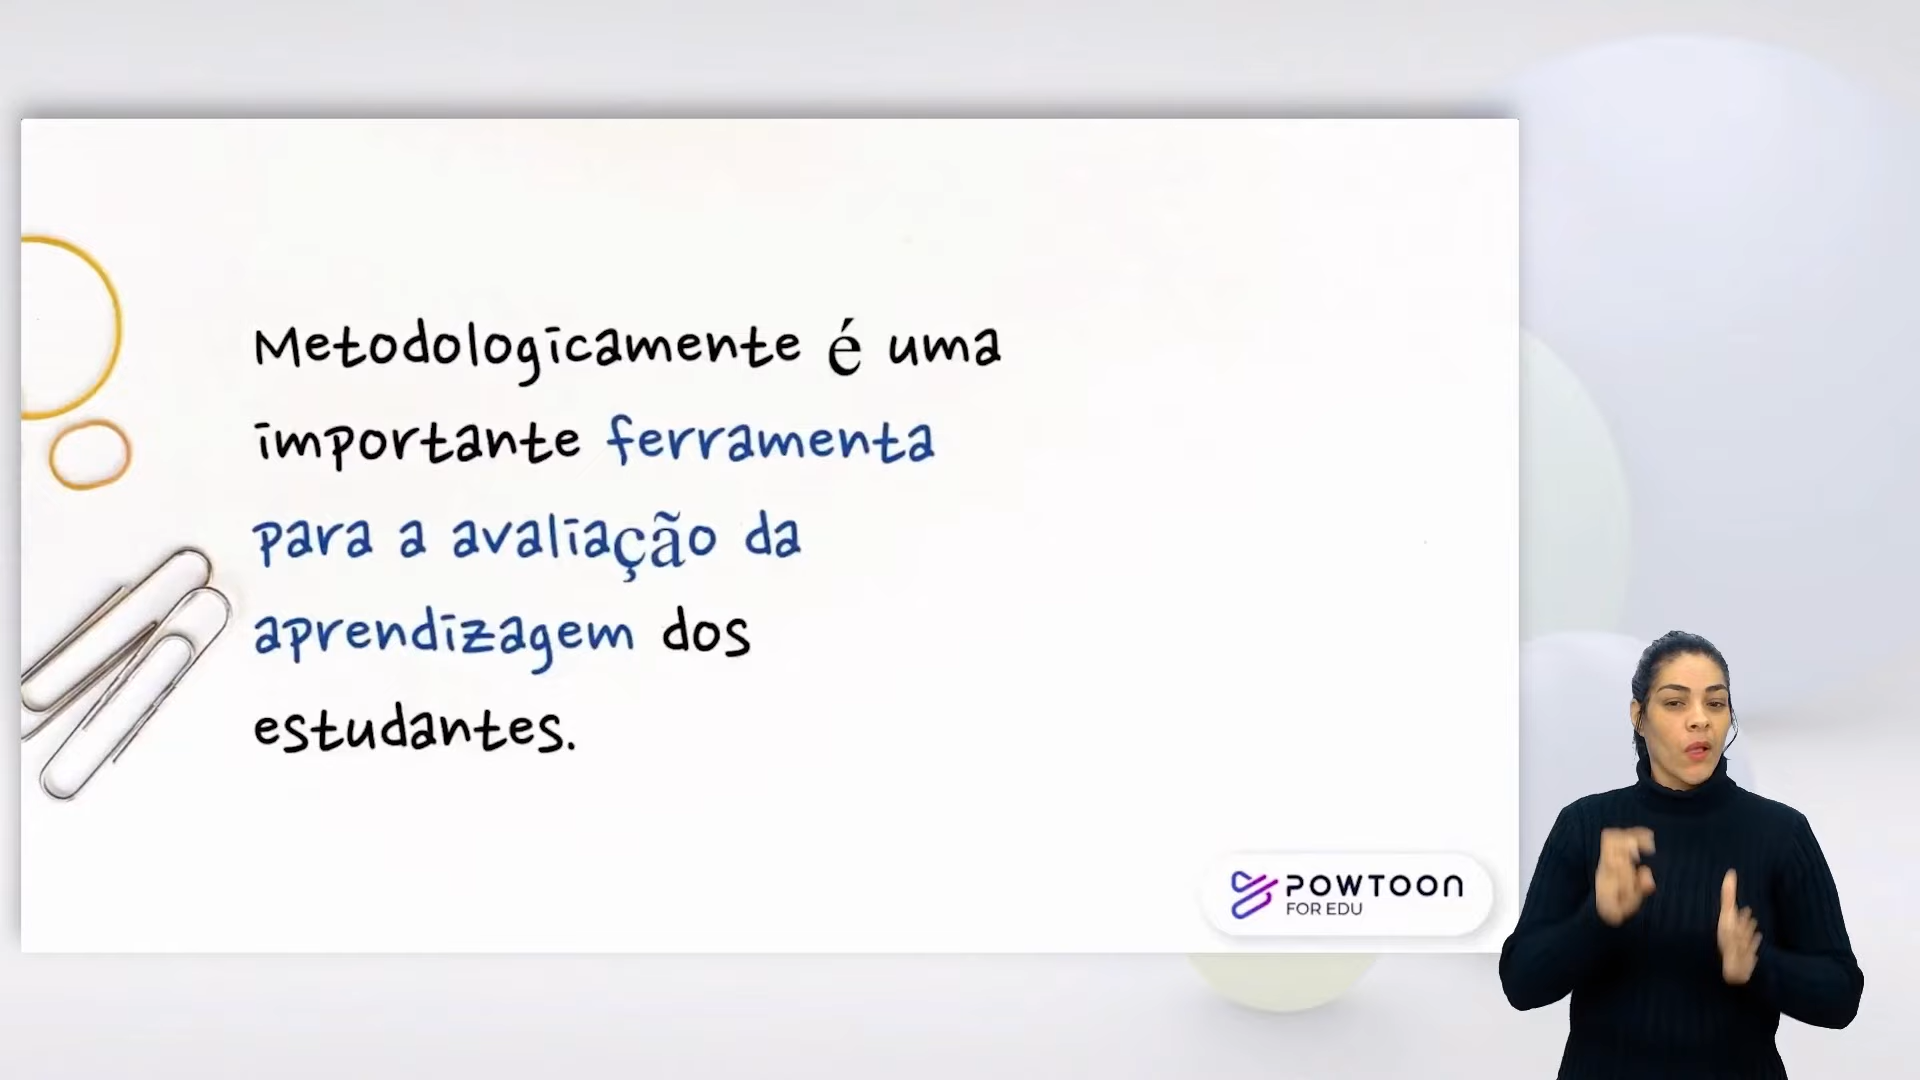 Metodologicamente é uma
importante ferramenta
para a avaliação da
aprendizagem dos
estudantes.
POWTOON
FOR EDU